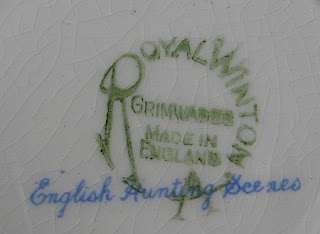 ROYAL WINTON
GRIMWADES
MADE IN
ENGLAND
English Hunting Scenes